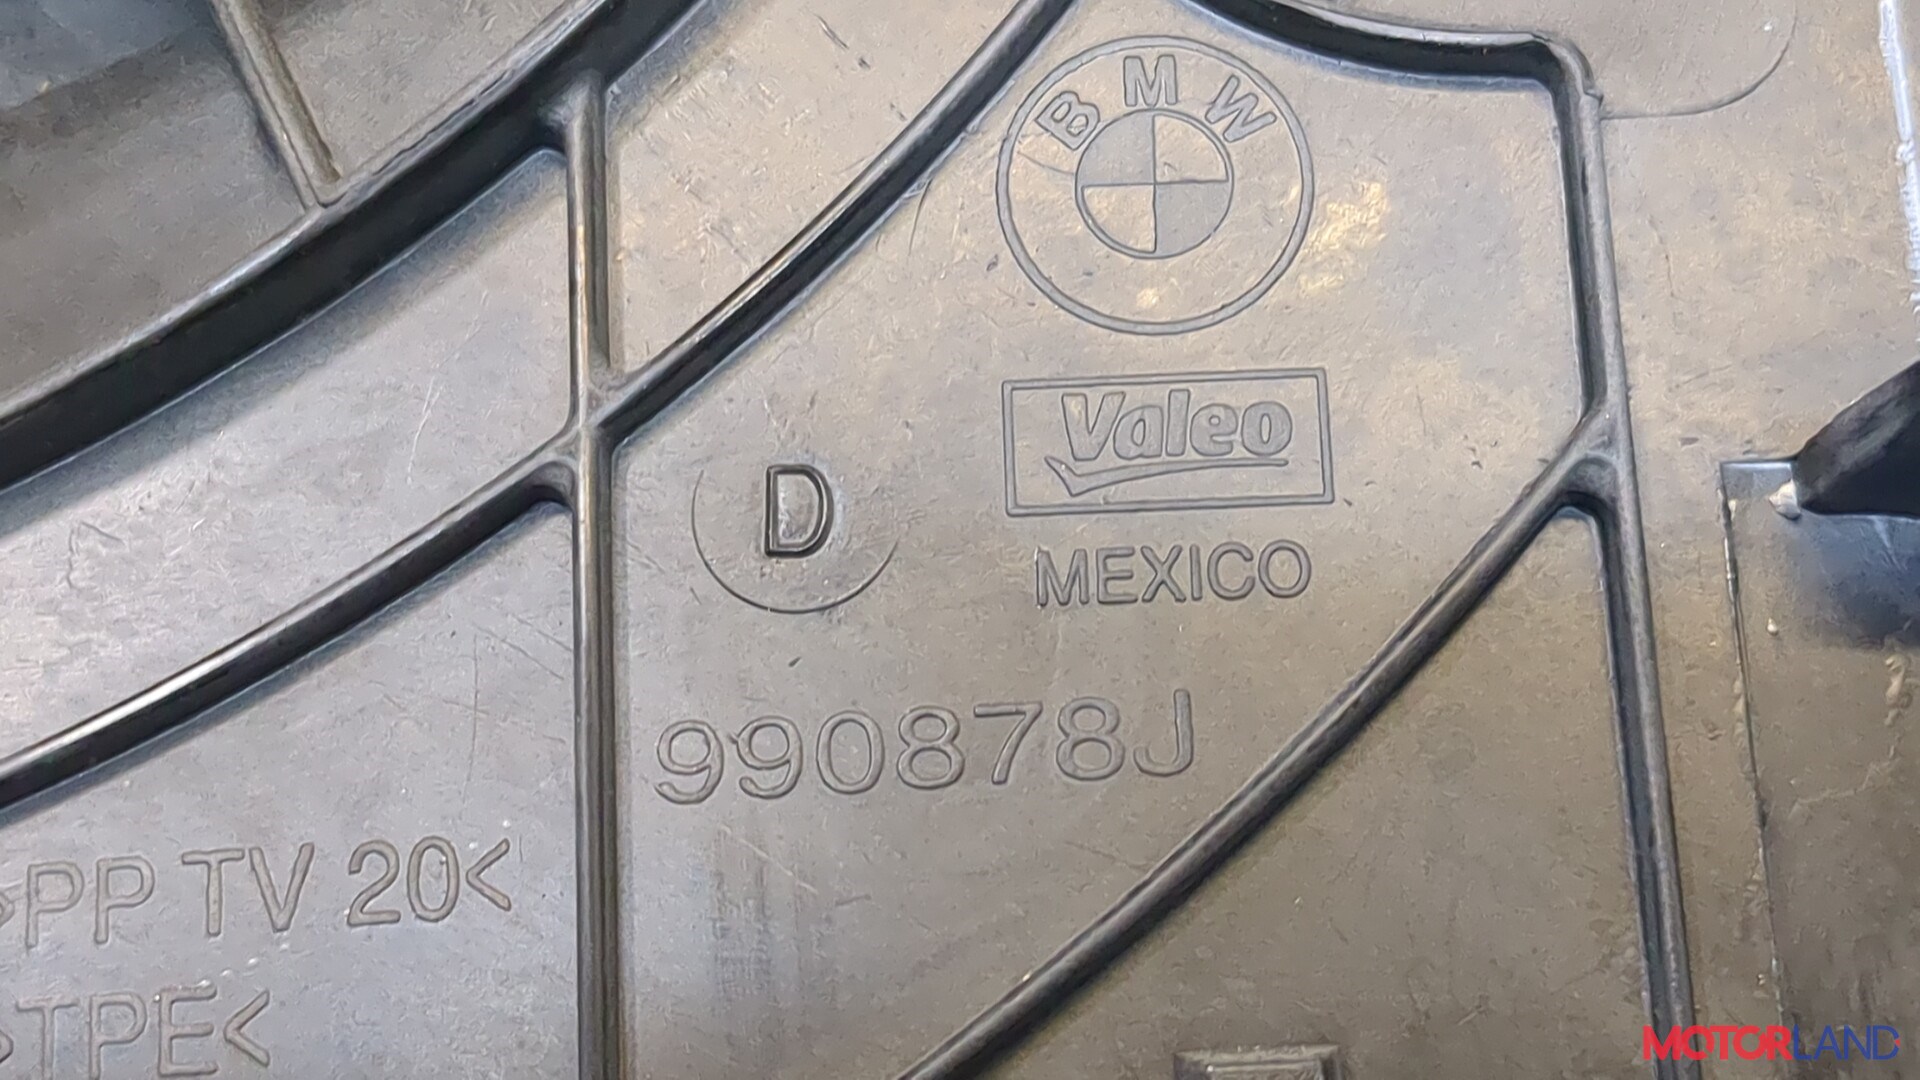 BMW
Valeo
D
MEXICO
990878J
>PP TV 20<
>TPE<
MOTORLAND